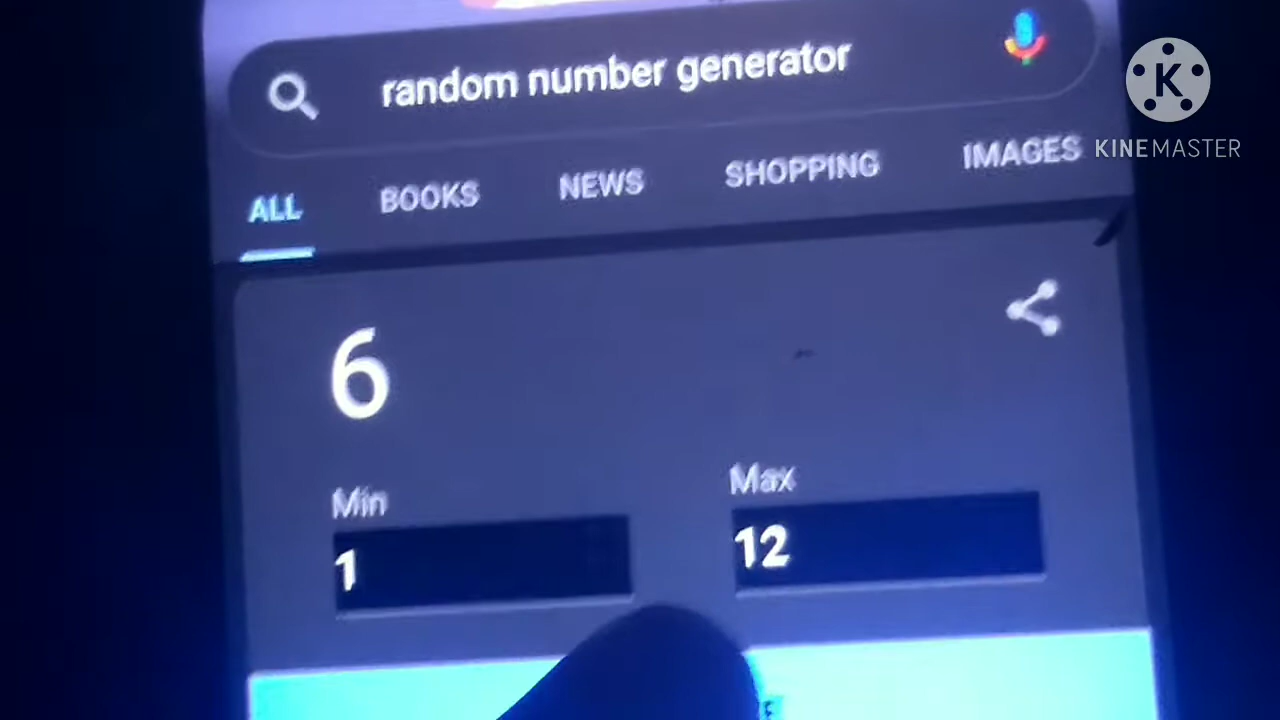 random number generator
K
KINEMASTER
ALL BOOKS NEWS SHOPPING IMAGES
6
Min Max
1 12